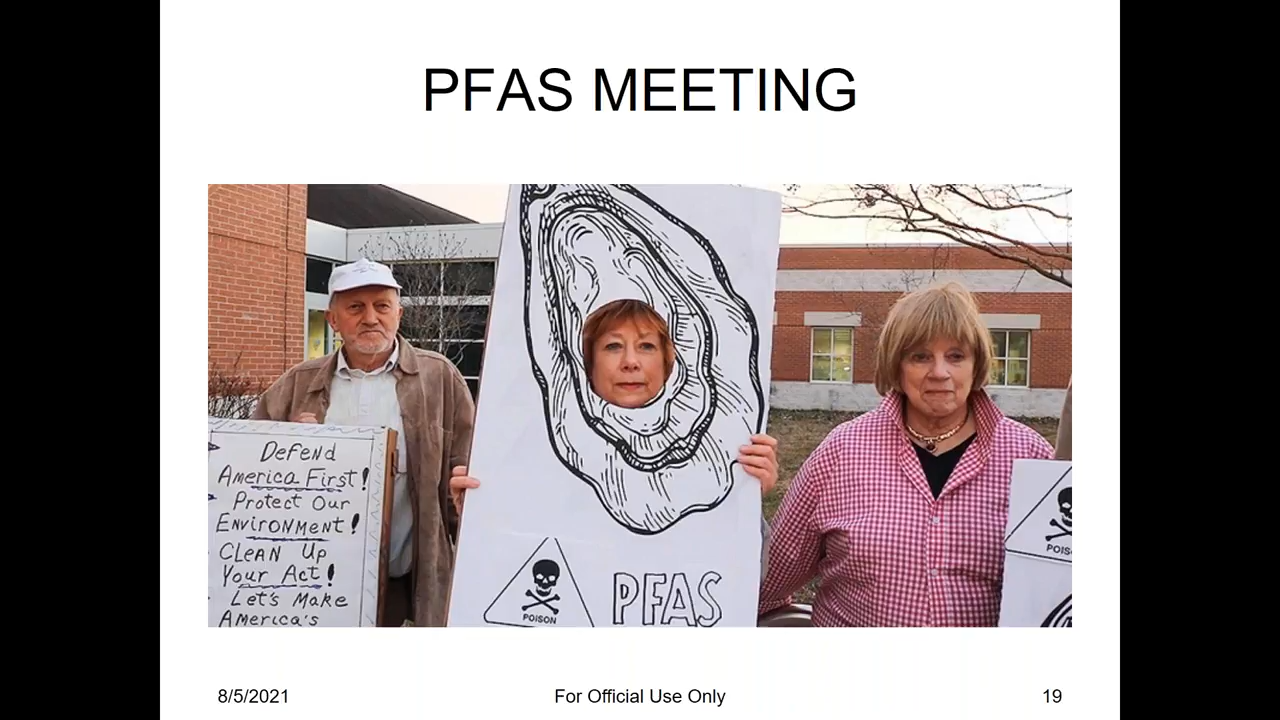 PFAS MEETING
Defend
America First!
Protect Our
Environment!
Clean Up
Your Act!
Let's Make
America's
POISON
PFAS
8/5/2021
For Official Use Only
19